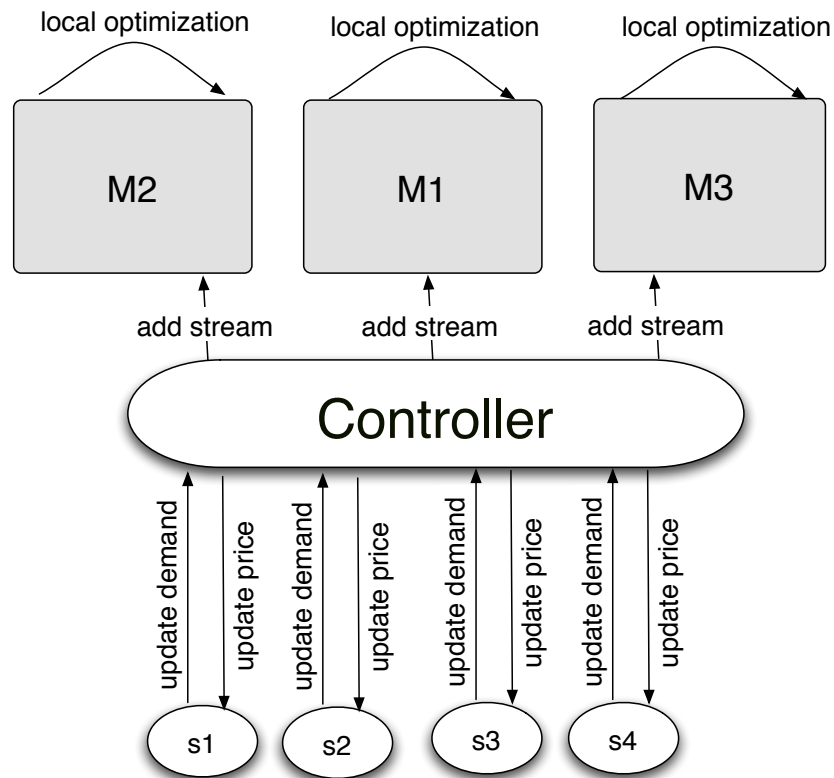 local optimization
local optimization
local optimization
M2
M1
M3
add stream
add stream
add stream
Controller
update demand
update price
update demand
update price
update demand
update price
update demand
update price
s1
s2
s3
s4